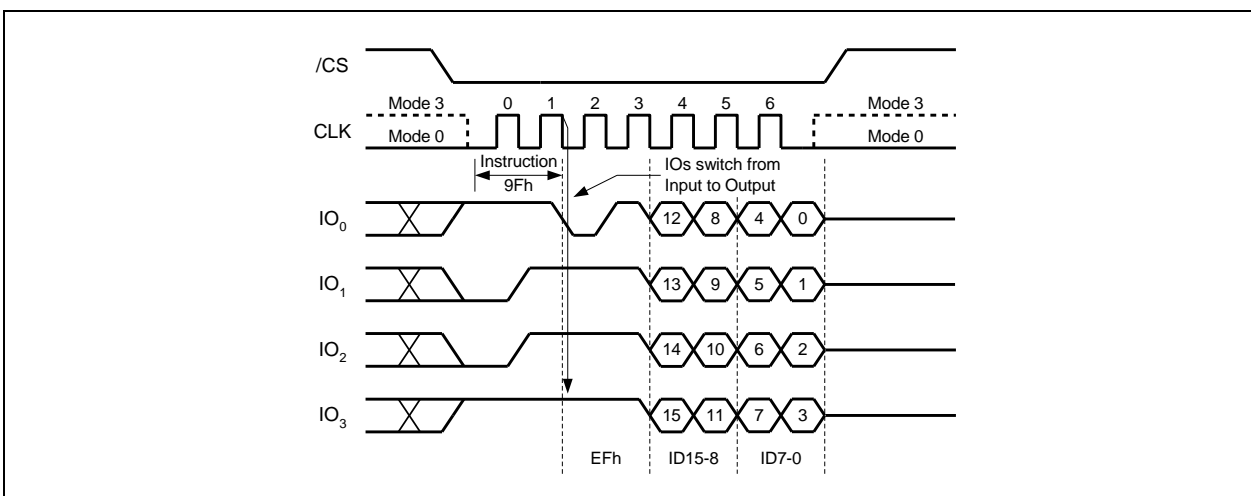 /CS
Mode 3 0 1 2 3 4 5 6 Mode 3
CLK Mode 0 Mode 0
Instruction
9Fh
IOs switch from
Input to Output
IO0 12 8 4 0
IO1 13 9 5 1
IO2 14 10 6 2
IO3 15 11 7 3
EFh ID15-8 ID7-0